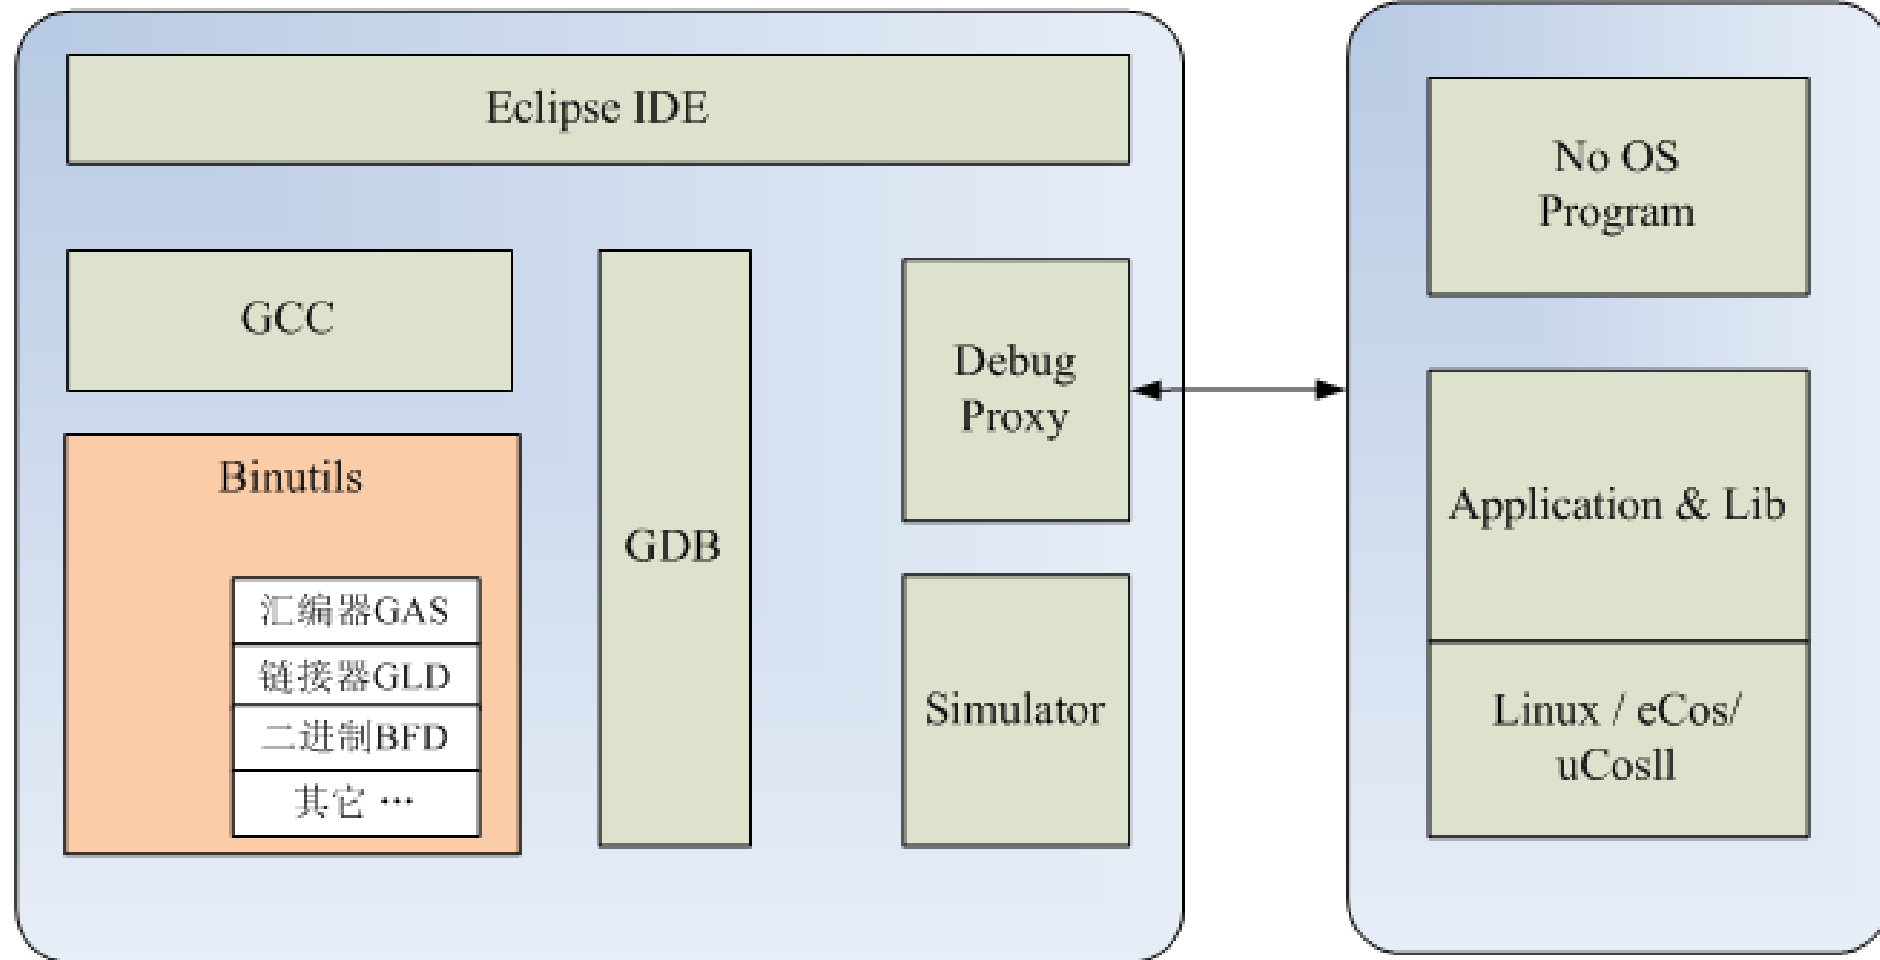 Eclipse IDE
GCC
Binutils
汇编器GAS
链接器GLD
二进制BFD
其它 …
GDB
Debug
Proxy
Simulator
No OS
Program
Application & Lib
Linux / eCos/
uCosll